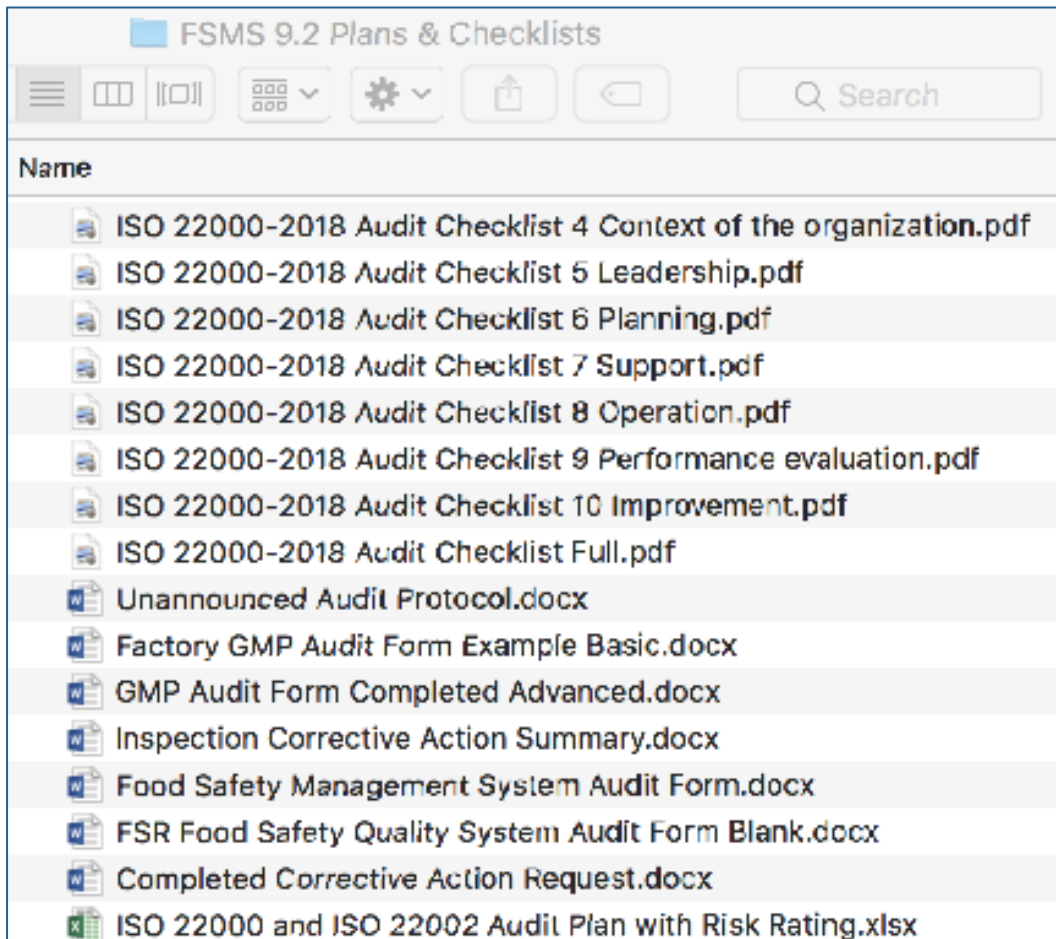 FSMS 9.2 Plans & Checklists
Search
Name
ISO 22000-2018 Audit Checklist 4 Context of the organization.pdf
ISO 22000-2018 Audit Checklist 5 Leadership.pdf
ISO 22000-2018 Audit Checklist 6 Planning.pdf
ISO 22000-2018 Audit Checklist 7 Support.pdf
ISO 22000-2018 Audit Checklist 8 Operation.pdf
ISO 22000-2018 Audit Checklist 9 Performance evaluation.pdf
ISO 22000-2018 Audit Checklist 10 Improvement.pdf
ISO 22000-2018 Audit Checklist Full.pdf
Unannounced Audit Protocol.docx
Factory GMP Audit Form Example Basic.docx
GMP Audit Form Completed Advanced.docx
Inspection Corrective Action Summary.docx
Food Safety Management System Audit Form.docx
FSR Food Safety Quality System Audit Form Blank.docx
Completed Corrective Action Request.docx
ISO 22000 and ISO 22002 Audit Plan with Risk Rating.xlsx